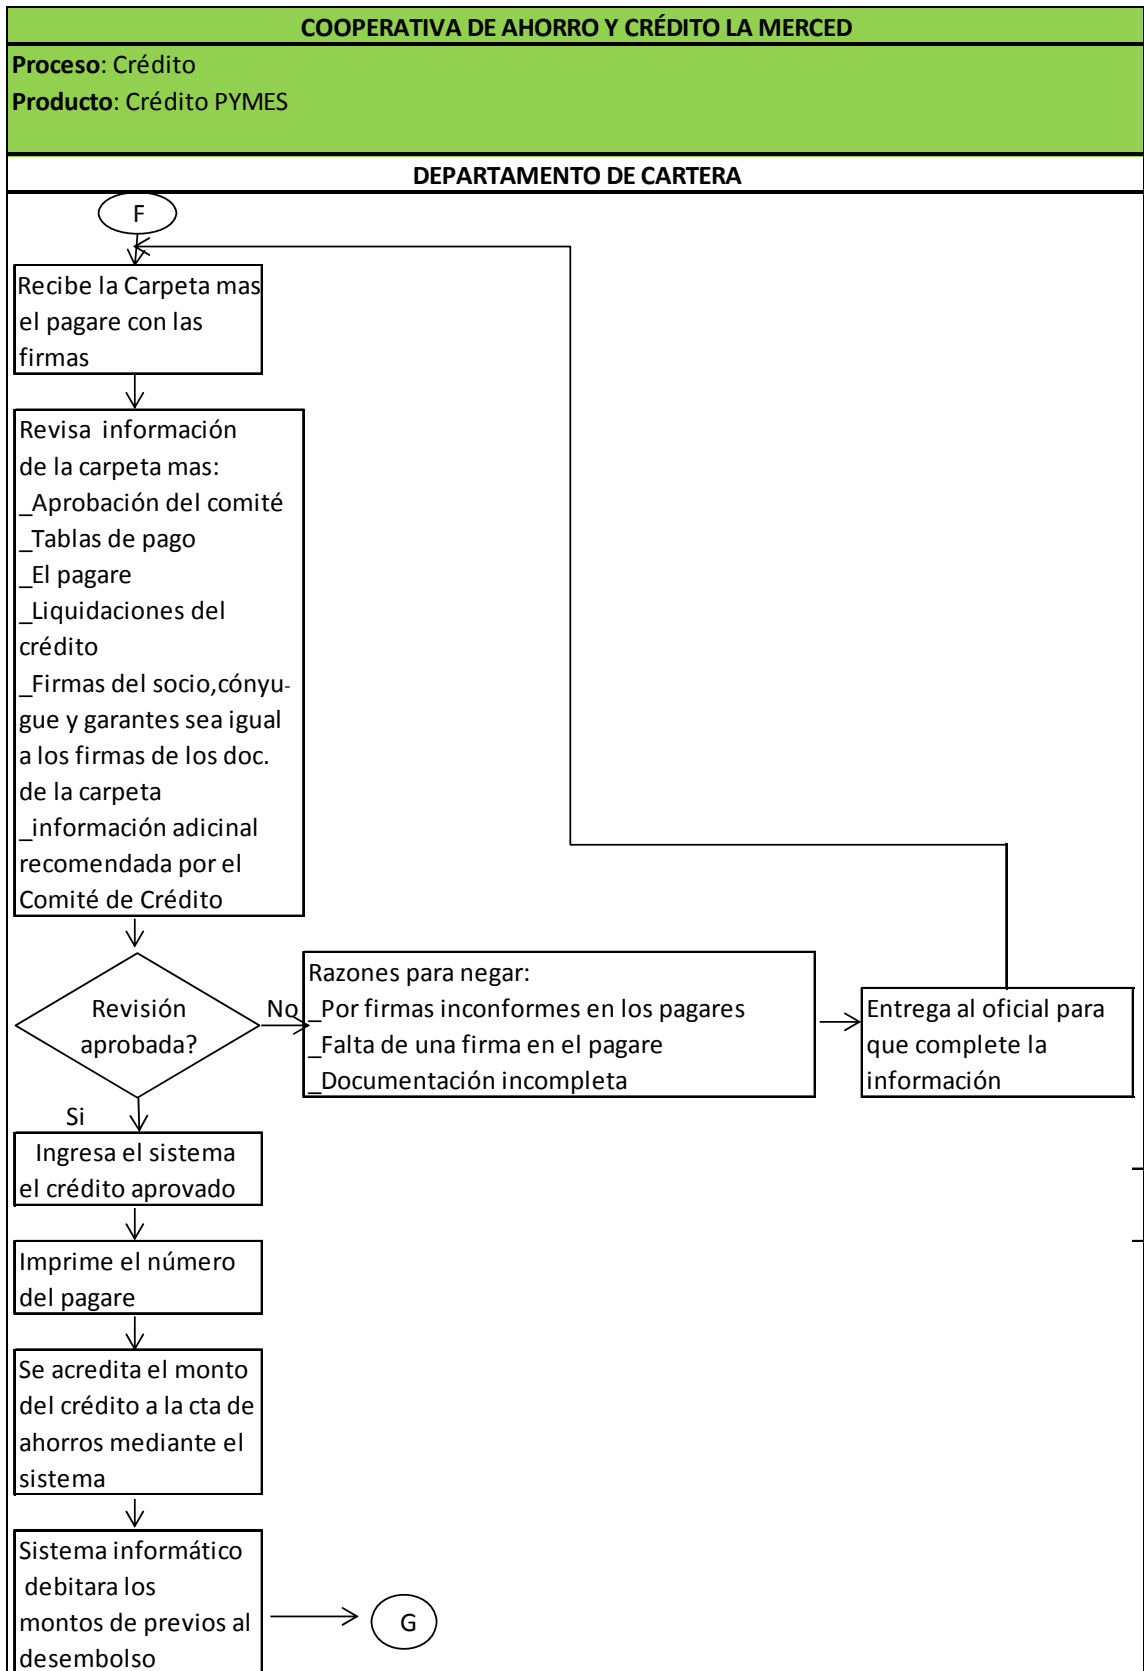 COOPERATIVA DE AHORRO Y CRÉDITO LA MERCED
Proceso: Crédito
Producto: Crédito PYMES
DEPARTAMENTO DE CARTERA
F
Recibe la Carpeta mas
el pagare con las
firmas
Revisa información
de la carpeta mas:
_Aprobación del comité
_Tablas de pago
_El pagare
_Liquidaciones del
crédito
_Firmas del socio,cónyu-
gue y garantes sea igual
a los firmas de los doc.
de la carpeta
_información adicinal
recomendada por el
Comité de Crédito
Revisión
aprobada?
No
Razones para negar:
_Por firmas inconformes en los pagares
_Falta de una firma en el pagare
_Documentación incompleta
Entrega al oficial para
que complete la
información
Si
Ingresa el sistema
el crédito aprovado
Imprime el número
del pagare
Se acredita el monto
del crédito a la cta de
ahorros mediante el
sistema
Sistema informático
debitara los
montos de previos al
desembolso
G